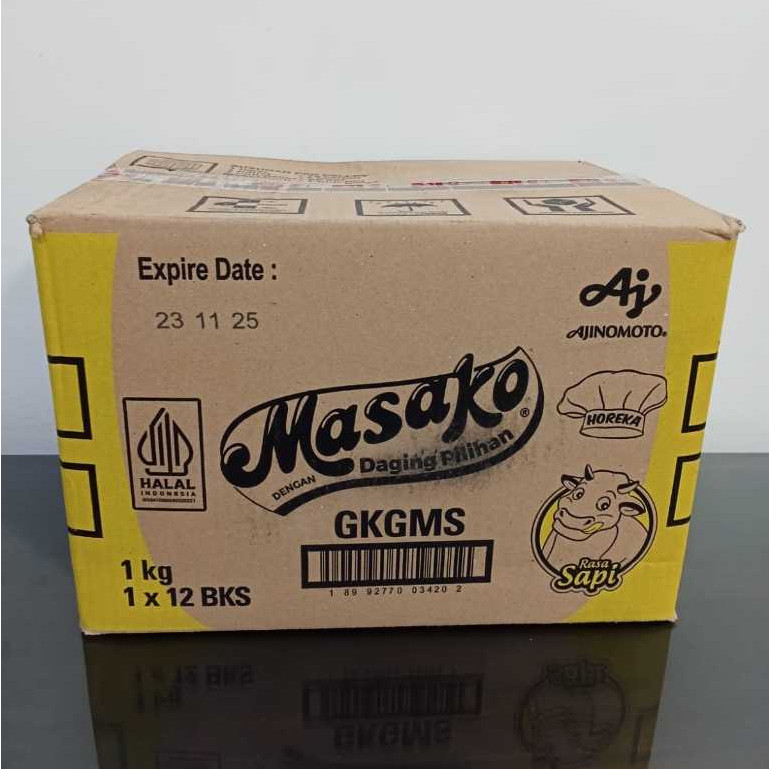 Expire Date :
23 11 25
Aj
AJINOMOTO®
Masako®
DENGAN Daging Pilihan
HOREKA
HALAL
INDONESIA
GKGMS
1 89 92770 03420 2
Rasa
Sapi
1 kg
1 x 12 BKS